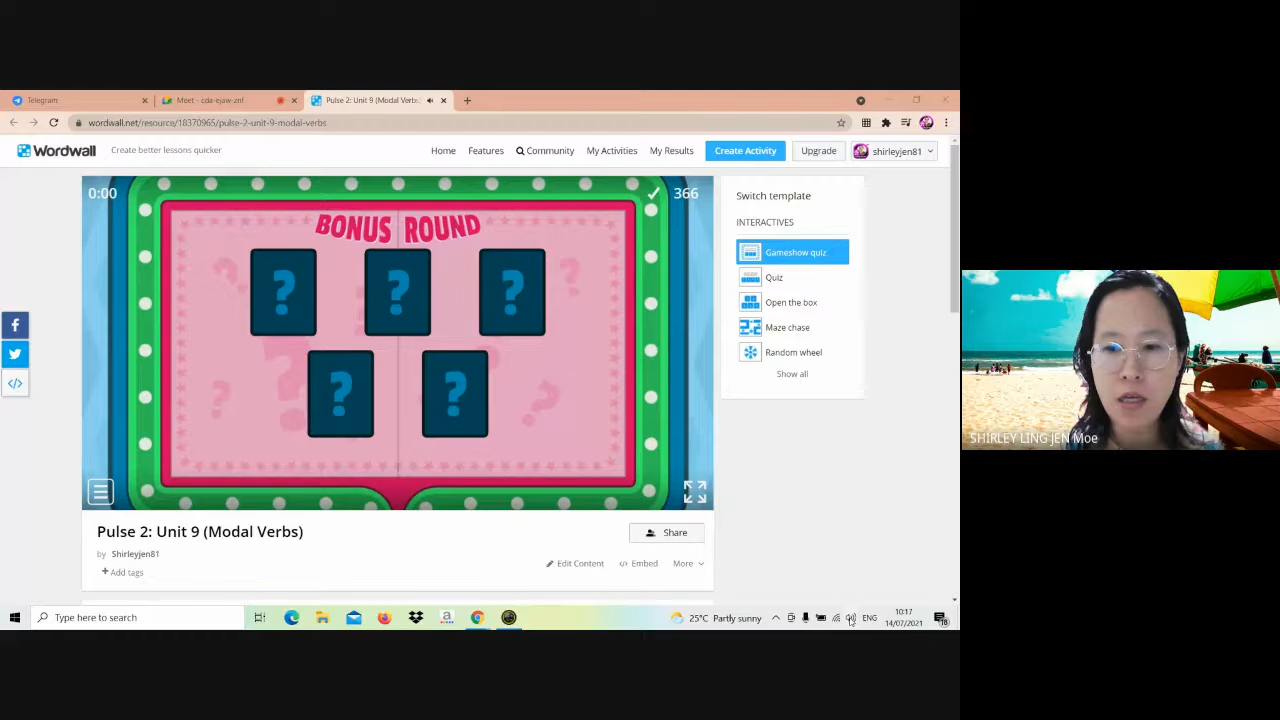 Telegram
Meet - cda-ejaw-znf
Pulse 2: Unit 9 (Modal Verbs
wordwall.net/resource/18370965/pulse-2-unit-9-modal-verbs
Wordwall
Create better lessons quicker
Home
Features
Community
My Activities
My Results
Create Activity
Upgrade
shirleyjen81
0:00
366
BONUS ROUND
?
?
?
?
?
Switch template
INTERACTIVES
Gameshow quiz
Quiz
Open the box
Maze chase
Random wheel
Show all
SHIRLEY LING JEN Moe
Pulse 2: Unit 9 (Modal Verbs)
Share
by Shirleyjen81
+ Add tags
Edit Content
Embed
More
Type here to search
25°C Partly sunny
ENG
10:17
14/07/2021